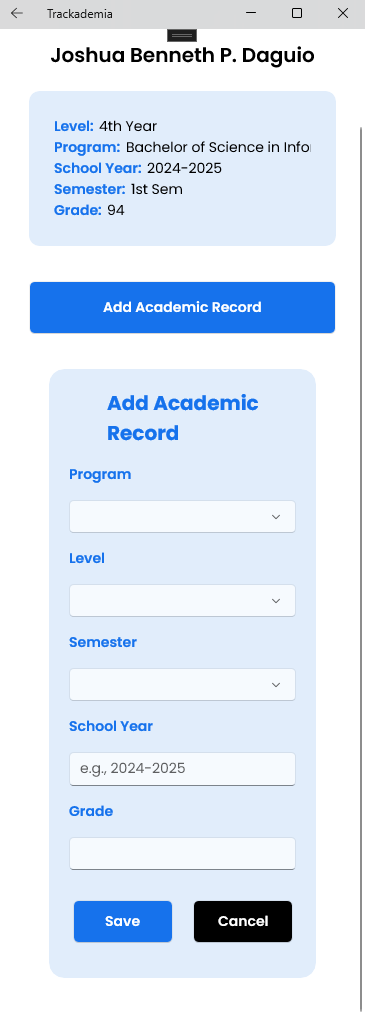 Trackademia
Joshua Benneth P. Daguio
Level: 4th Year
Program: Bachelor of Science in Infor
School Year: 2024-2025
Semester: 1st Sem
Grade: 94
Add Academic Record
Add Academic
Record
Program
Level
Semester
School Year
e.g., 2024-2025
Grade
Save
Cancel